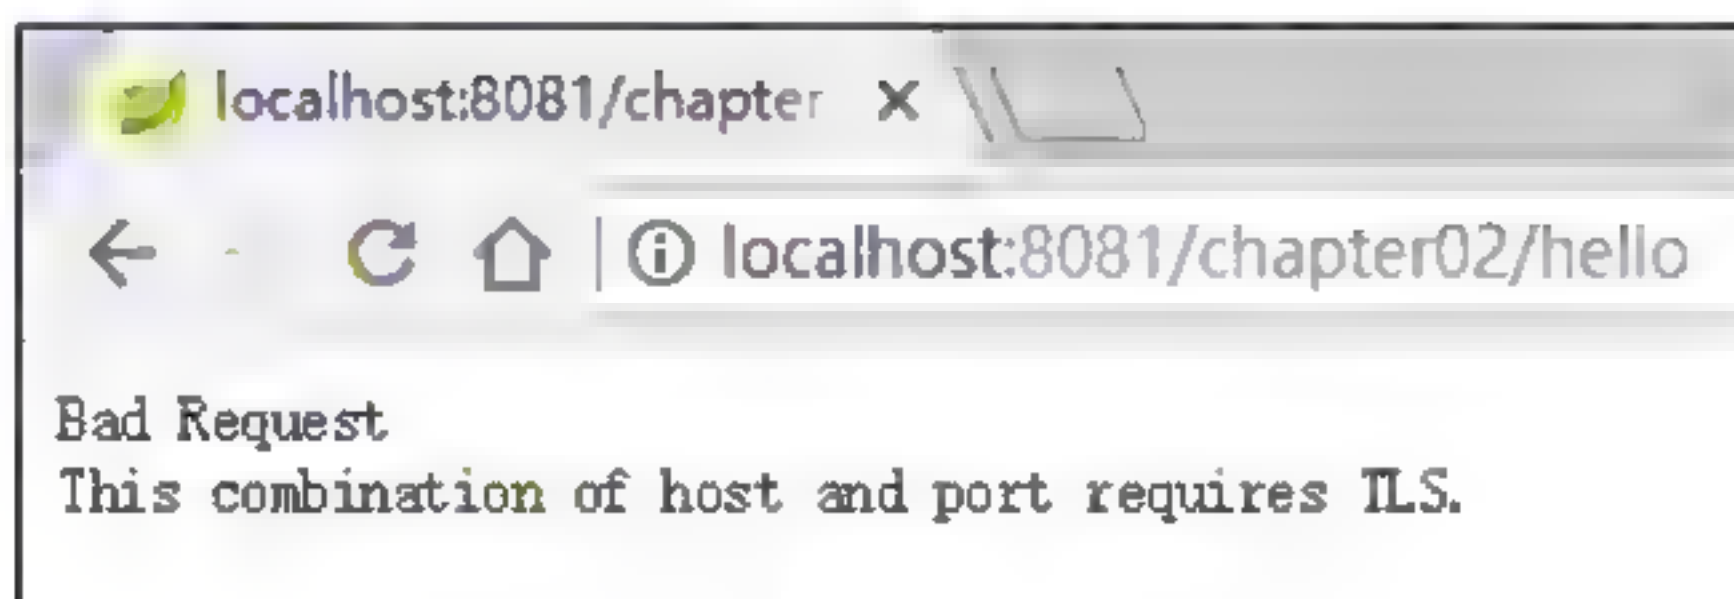 localhost:8081/chapter
localhost:8081/chapter02/hello
Bad Request
This combination of host and port requires TLS.